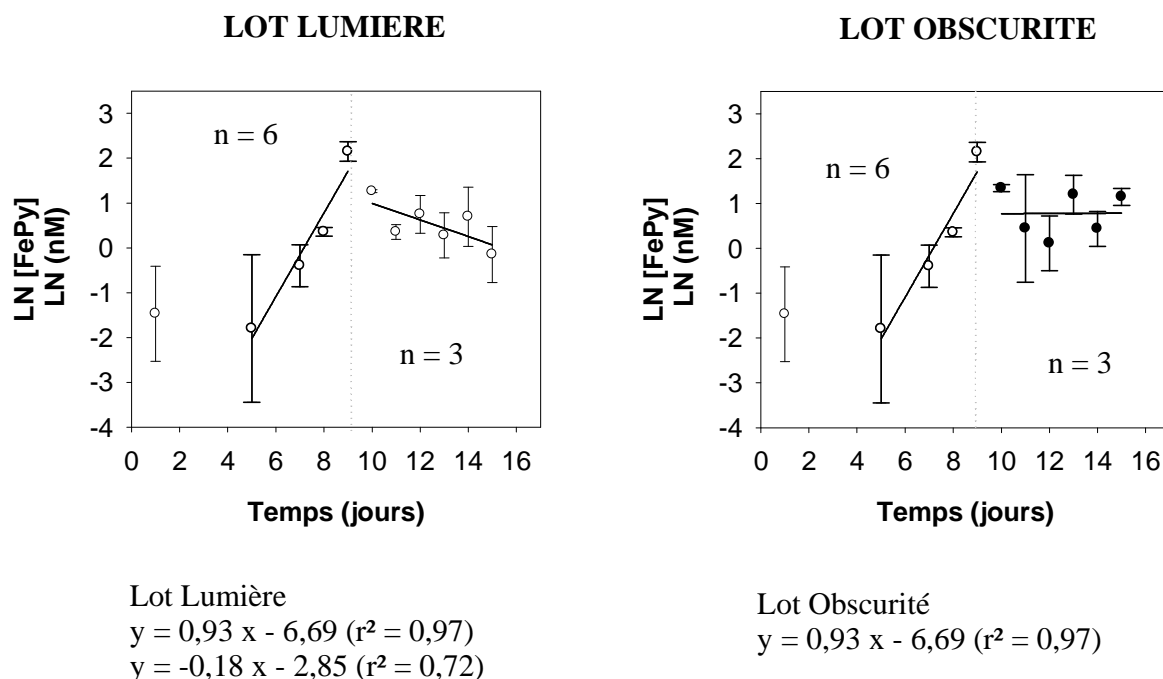 LOT LUMIERE
LOT OBSCURITE
3
2
1
0
-1
-2
-3
-4
LN [FePy]
LN (nM)
n = 6
n = 3
0 2 4 6 8 10 12 14 16
Temps (jours)
3
2
1
0
-1
-2
-3
-4
LN [FePy]
LN (nM)
n = 6
n = 3
0 2 4 6 8 10 12 14 16
Temps (jours)
Lot Lumière
y = 0,93 x - 6,69 (r² = 0,97)
y = -0,18 x - 2,85 (r² = 0,72)
Lot Obscurité
y = 0,93 x - 6,69 (r² = 0,97)